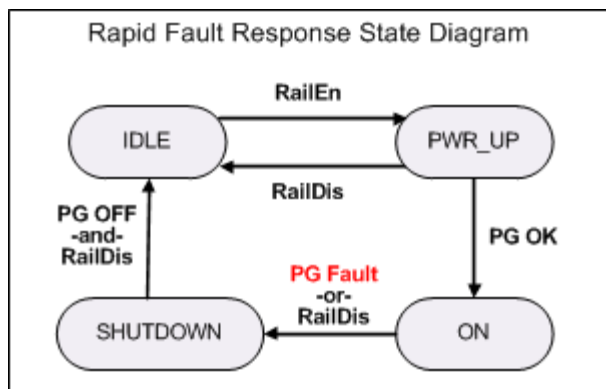 Rapid Fault Response State Diagram
RailEn
IDLE
PWR_UP
RailDis
PG OFF
-and-
RailDis
PG OK
PG Fault
-or-
RailDis
SHUTDOWN
ON